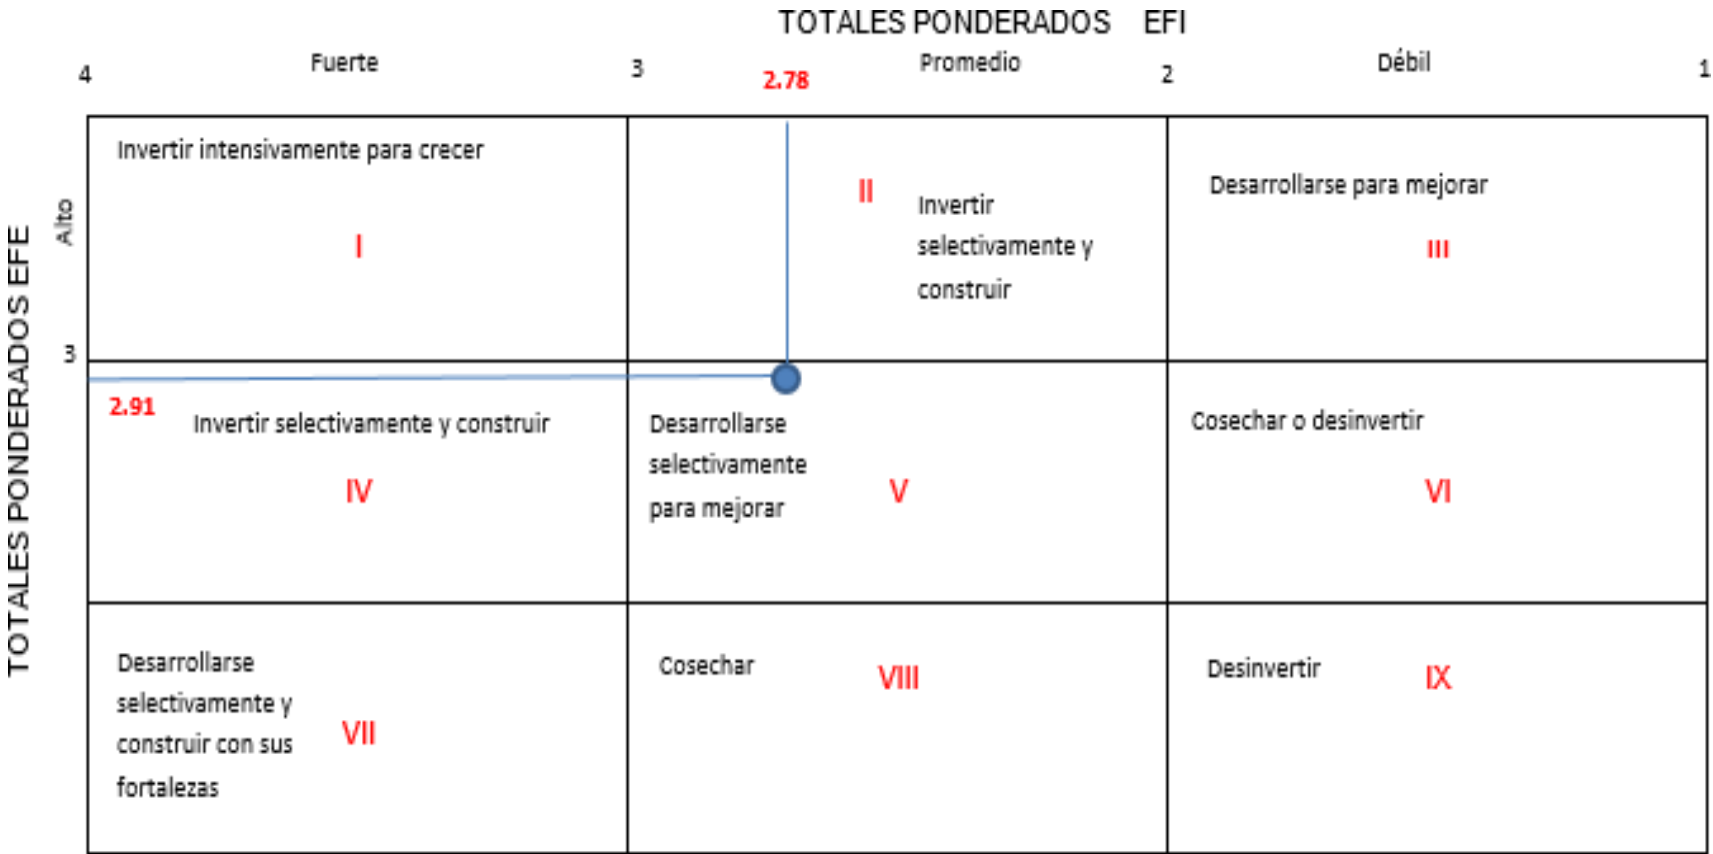 TOTALES PONDERADOS EFI
Fuerte
Promedio
Débil
4
3
2.78
2
1
TOTALES PONDERADOS EFE
Alto
3
Invertir intensivamente para crecer
I
II
Invertir
selectivamente y
construir
Desarrollarse para mejorar
III
2.91
Invertir selectivamente y construir
IV
Desarrollarse
selectivamente
para mejorar
V
Cosechar o desinvertir
VI
Desarrollarse
selectivamente y
construir con sus
fortalezas
VII
Cosechar
VIII
Desinvertir
IX